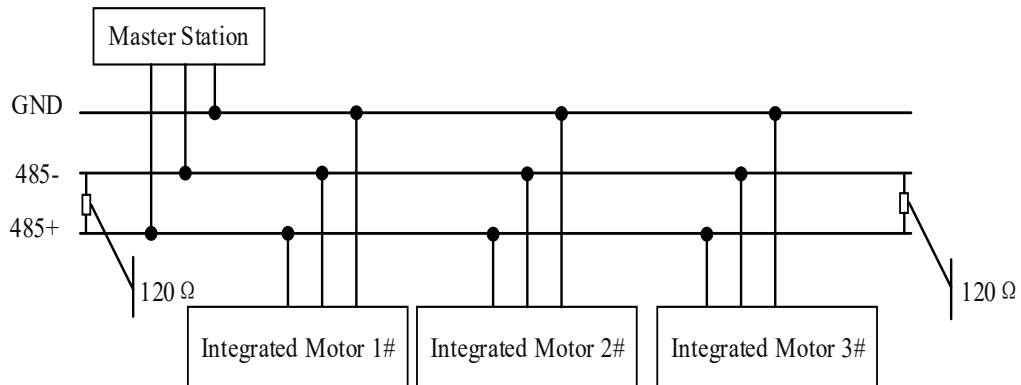 Master Station
GND
485-
485+
120 Ω
120 Ω
Integrated Motor 1#
Integrated Motor 2#
Integrated Motor 3#